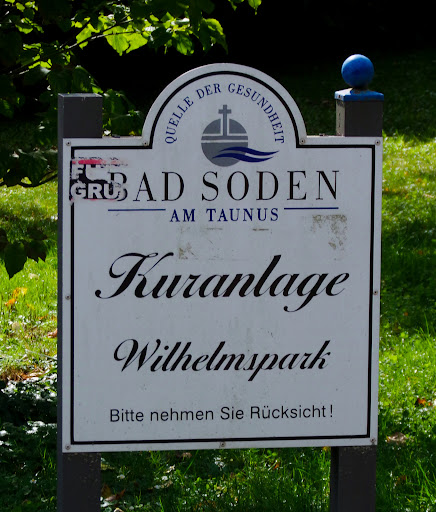 QUELLE DER GESUNDHEIT
BAD SODEN
AM TAUNUS
Kuranlage
Wilhelmspark
Bitte nehmen Sie Rücksicht!